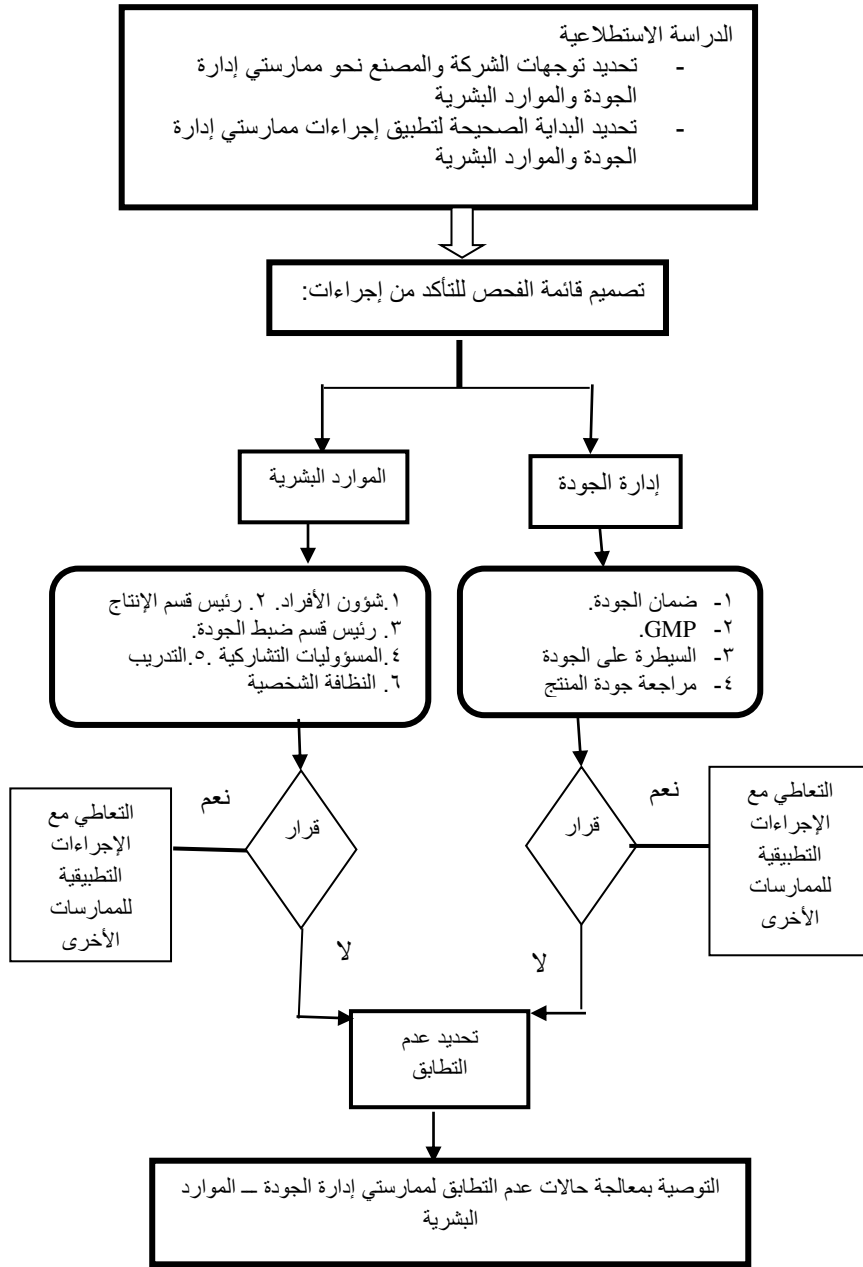 الدراسة الاستطلاعية
- تحديد توجهات الشركة والمصنع نحو ممارستي إدارة
الجودة والموارد البشرية
- تحديد البداية الصحيحة لتطبيق إجراءات ممارستي إدارة
الجودة والموارد البشرية
تصميم قائمة الفحص للتأكد من إجراءات:
إدارة الجودة
الموارد البشرية
١- ضمان الجودة.
٢- GMP.
٣- السيطرة على الجودة
٤- مراجعة جودة المنتج
١.شؤون الأفراد. ٢. رئيس قسم الإنتاج
٣. رئيس قسم ضبط الجودة.
٤.المسؤوليات التشاركية .٥.التدريب
٦. النظافة الشخصية
التعاطي مع
الإجراءات
التطبيقية
للممارسات
الأخرى
نعم
قرار
لا
قرار
نعم
لا
التعاطي مع
الإجراءات
التطبيقية
للممارسات
الأخرى
تحديد عدم
التطابق
التوصية بمعالجة حالات عدم التطابق لممارستي إدارة الجودة – الموارد
البشرية